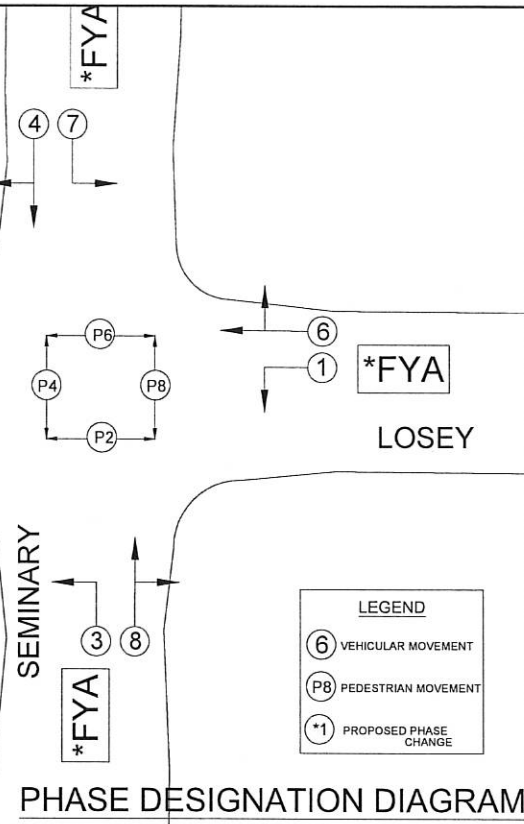 *FYA
4 7
P6
6
P4 P8
1
*FYA
P2
LOSEY
SEMINARY
3 8
*FYA
LEGEND
6 VEHICULAR MOVEMENT
P8 PEDESTRIAN MOVEMENT
*1 PROPOSED PHASE
CHANGE
PHASE DESIGNATION DIAGRAM